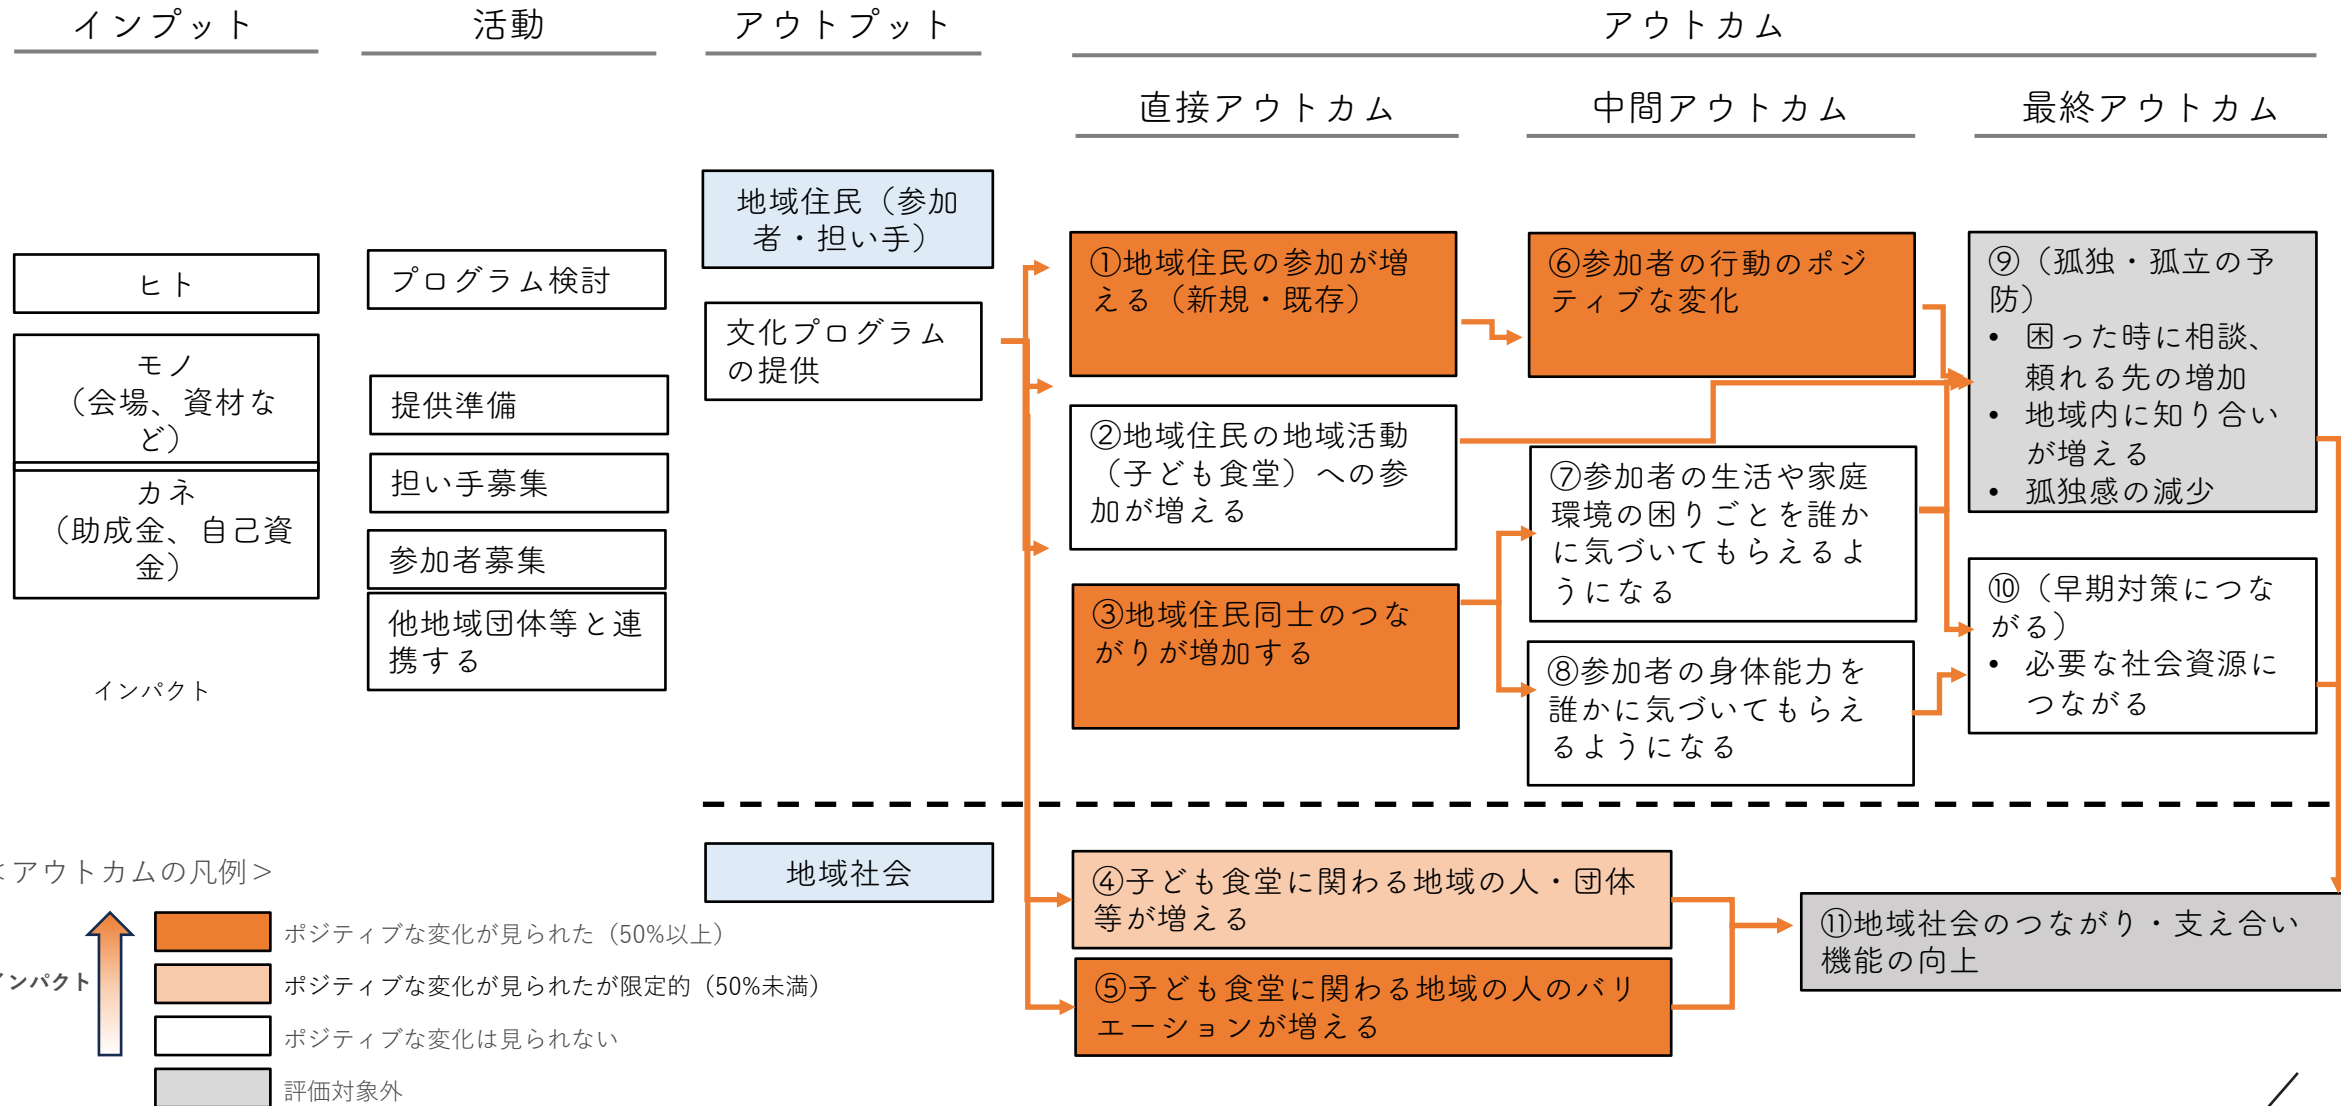 インプット
活動
アウトプット
アウトカム
直接アウトカム
中間アウトカム
最終アウトカム
ヒト
モノ
（会場、資材な
ど）
カネ
（助成金、自己資
金）
インパクト
プログラム検討
提供準備
担い手募集
参加者募集
他地域団体等と連
携する
地域住民（参加
者・担い手）
文化プログラム
の提供
①地域住民の参加が増
える（新規・既存）
②地域住民の地域活動
（子ども食堂）への参
加が増える
③地域住民同士のつな
がりが増加する
⑥参加者の行動のポジ
ティブな変化
⑦参加者の生活や家庭
環境の困りごとを誰か
に気づいてもらえるよ
うになる
⑧参加者の身体能力を
誰かに気づいてもらえ
るようになる
⑨（孤独・孤立の予
防）
• 困った時に相談、
頼れる先の増加
• 地域内に知り合い
が増える
• 孤独感の減少
⑩（早期対策につな
がる）
• 必要な社会資源に
つながる
地域社会
④子ども食堂に関わる地域の人・団体
等が増える
⑤子ども食堂に関わる地域の人のバリ
エーションが増える
⑪地域社会のつながり・支え合い
機能の向上
<アウトカムの凡例>
インパクト
ポジティブな変化が見られた（50%以上）
ポジティブな変化が見られたが限定的（50%未満）
ポジティブな変化は見られない
評価対象外